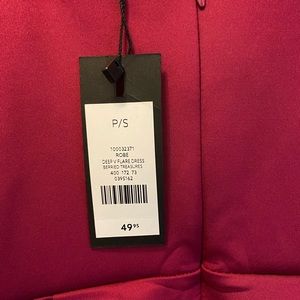 P/S
100032371
ROBE
DEEP V FLARE DRESS
BERRIED TREASURES
400 172 73
0395162
49.95